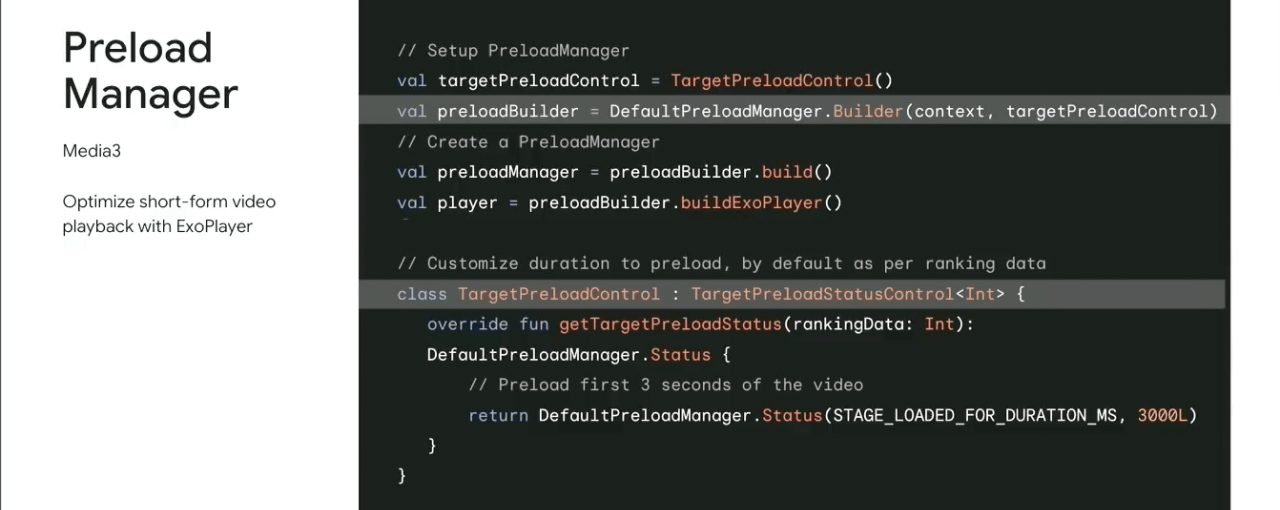 Preload
Manager
Media3
Optimize short-form video
playback with ExoPlayer
// Setup PreloadManager
val targetPreloadControl = TargetPreloadControl()
val preloadBuilder = DefaultPreloadManager.Builder(context, targetPreloadControl)
// Create a PreloadManager
val preloadManager = preloadBuilder.build()
val player = preloadBuilder.buildExoPlayer()
// Customize duration to preload, by default as per ranking data
class TargetPreloadControl : TargetPreloadStatusControl<Int> {
override fun getTargetPreloadStatus(rankingData: Int):
DefaultPreloadManager.Status {
// Preload first 3 seconds of the video
return DefaultPreloadManager.Status(STAGE_LOADED_FOR_DURATION_MS, 3000L)
}
}